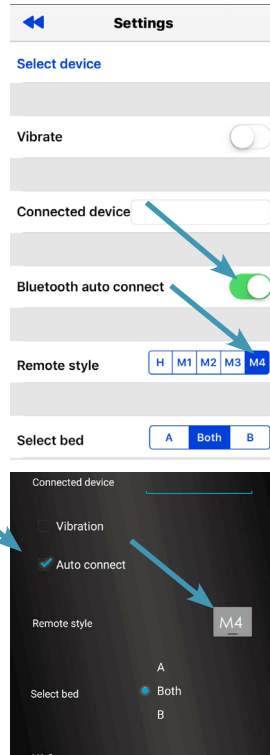 Settings
Select device
Vibrate
Connected device
Bluetooth auto connect
Remote style H M1 M2 M3 M4
Select bed A Both B
Connected device
Vibration
Auto connect
Remote style M4
A
Select bed Both
B